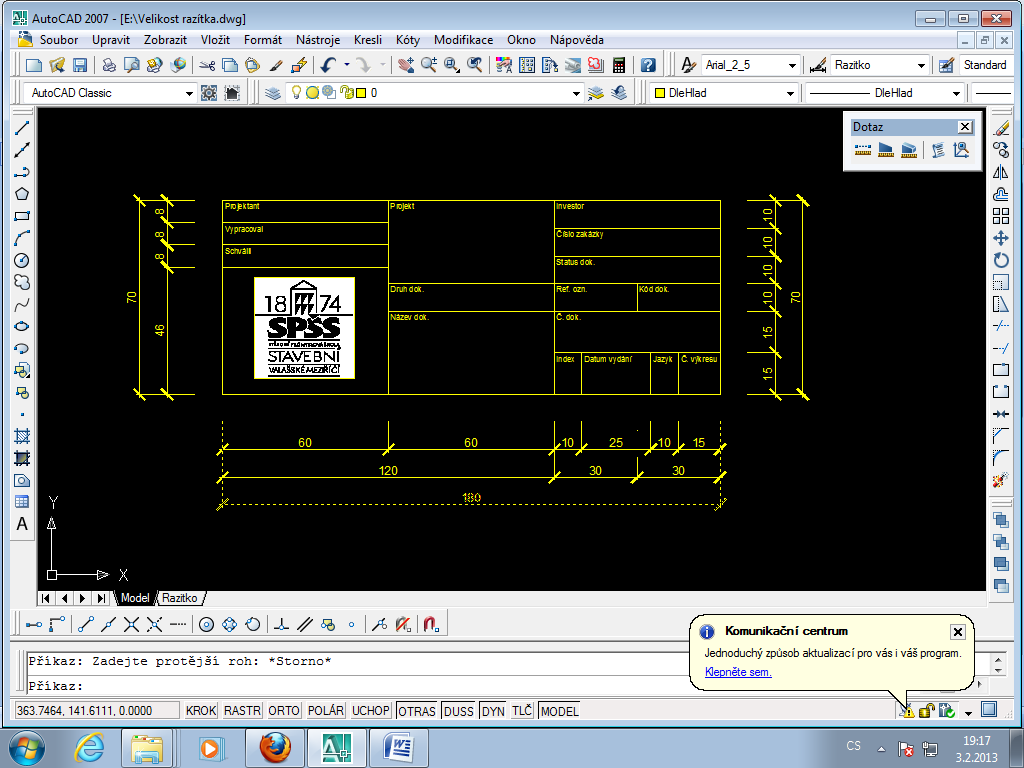 AutoCAD 2007 - [E:\Velikost razítka.dwg]
Soubor Upravit Zobrazit Vložit Formát Nástroje Kresli Kóty Modifikace Okno Nápověda
Arial_2_5 Razitko Standard
AutoCAD Classic 0 DleHlad DleHlad
Dotaz
Projektant Projekt Investor
Vypracoval
Číslo zakázky
Schválil
Status dok.
Druh dok. Ref. ozn. Kód dok.
Název dok. Č. dok.
Index Datum vydání Jazyk Č. výkresu
18 74
SPŠS
STAVEBNÍ
VALAŠSKÉ MEZIŘÍČÍ
70 8 8 8 46
10 10 10 10 15 15 70
60 60 10 25 10 15
120 30 30
180
Y
X
Model Razitko
A
Komunikační centrum
Jednoduchý způsob aktualizací pro vás i váš program.
Klepněte sem.
Příkaz: Zadejte protější roh: *Storno*
Příkaz:
363.7464, 141.6111, 0.0000 KROK RASTR ORTO POLÁR UCHOP OTRAS DUSS DYN TLČ MODEL
CS 19:17
3.2.2013